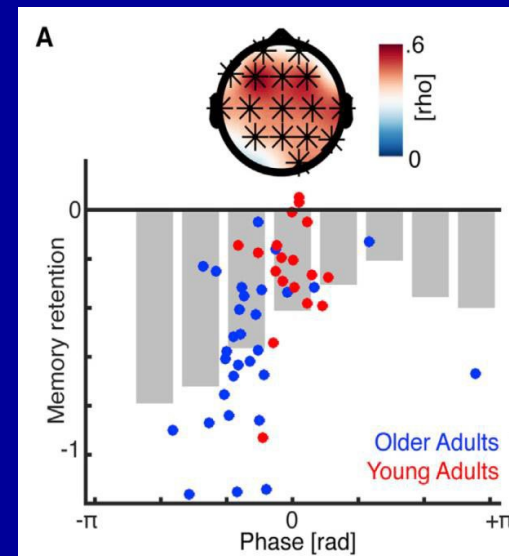 A
.6
[rho]
0
0
Memory retention
-1
Older Adults
Young Adults
-π
0
+π
Phase [rad]